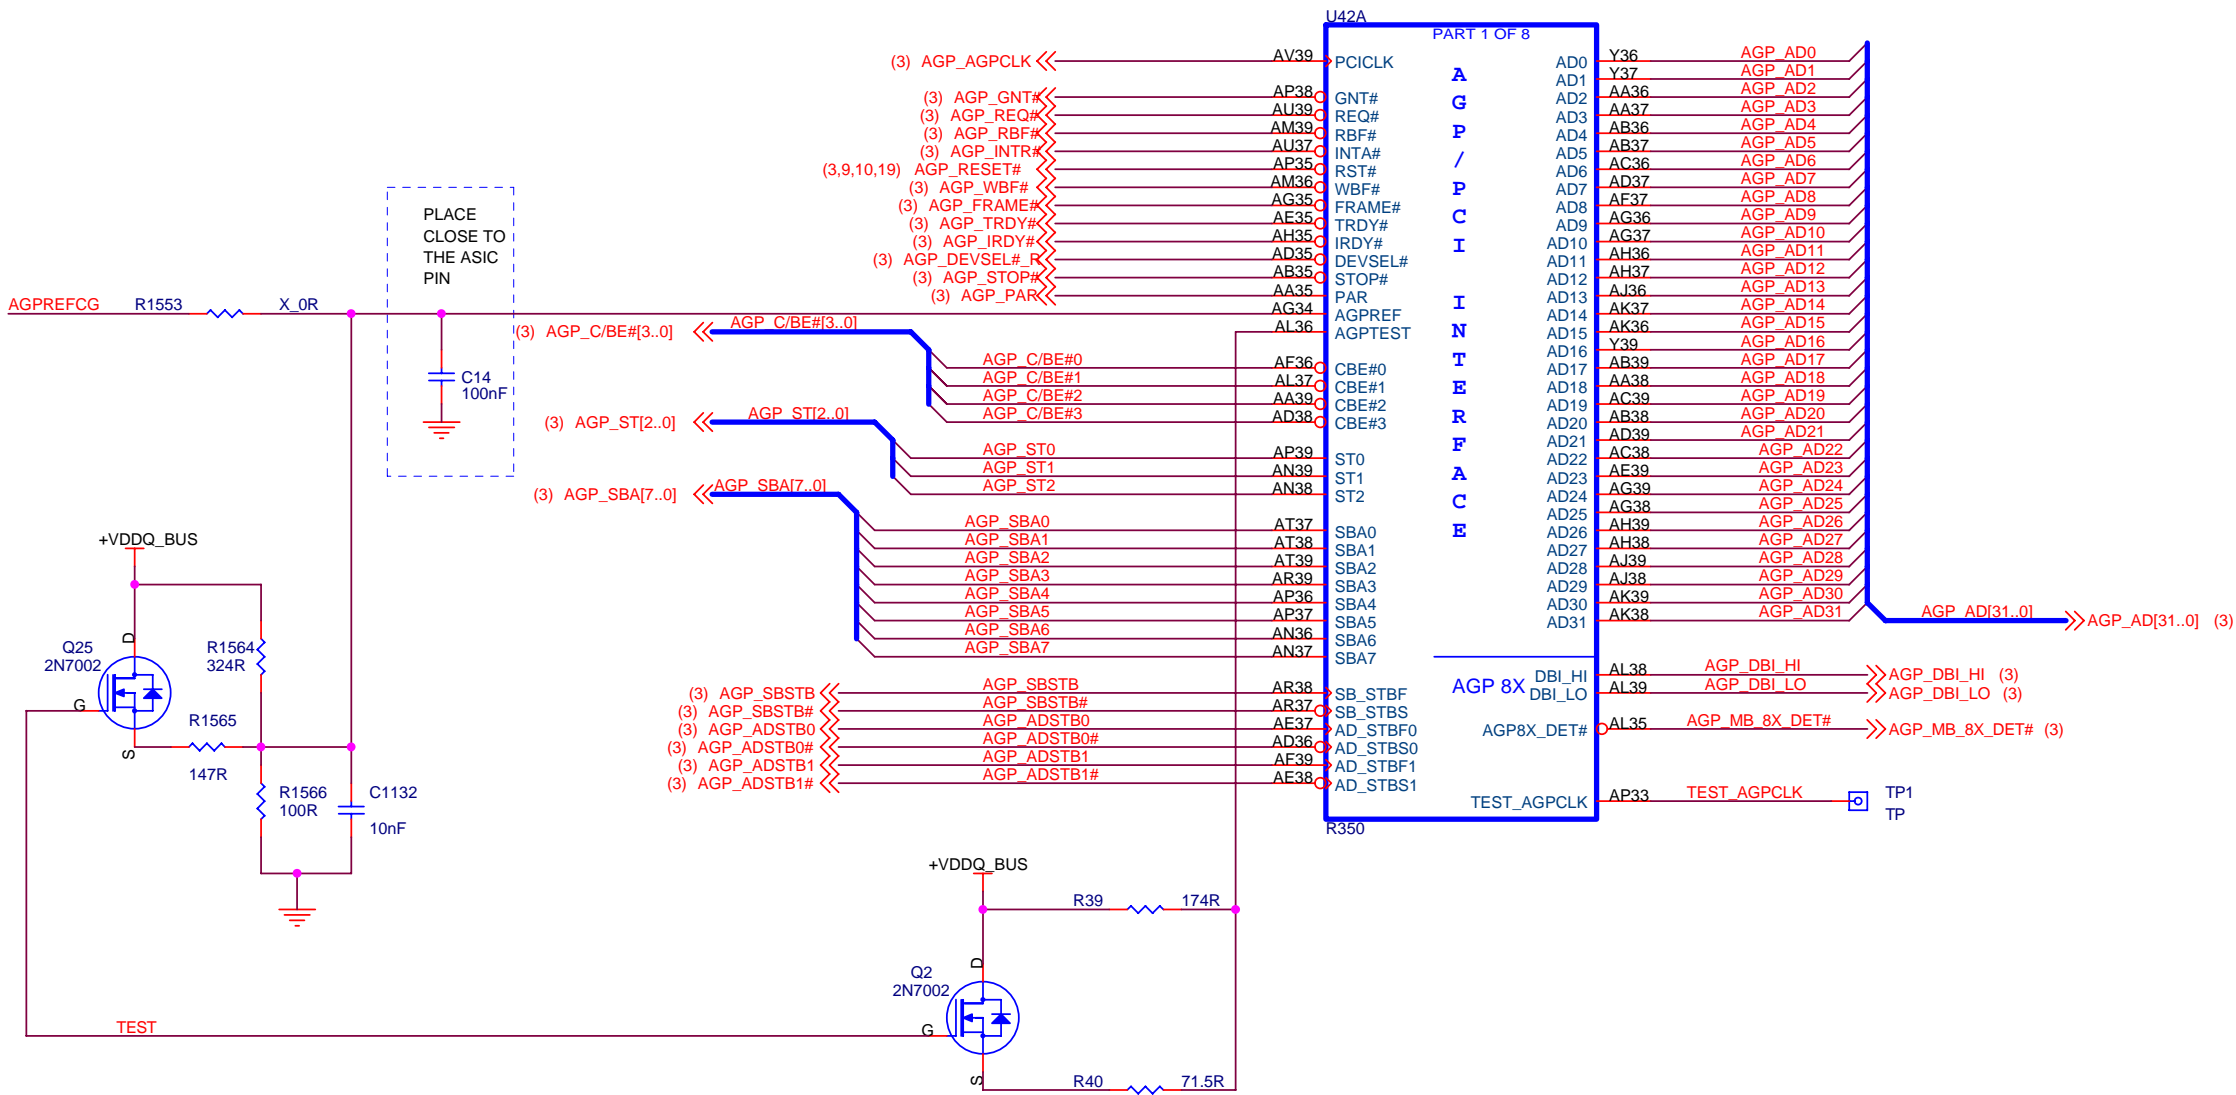 U42A
PART 1 OF 8
AGP/PCI INTERFACE
(3) AGP_AGPCLK AV39 PCICLK
(3) AGP_GNT# AP38 GNT#
(3) AGP_REQ# AU39 REQ#
(3) AGP_RBF# AM39 RBF#
(3) AGP_INTR# AU37 INTA#
(3,9,10,19) AGP_RESET# AP35 RST#
(3) AGP_WBF# AM36 WBF#
(3) AGP_FRAME# AG35 FRAME#
(3) AGP_TRDY# AE35 TRDY#
(3) AGP_IRDY# AH35 IRDY#
(3) AGP_DEVSEL#_R AD35 DEVSEL#
(3) AGP_STOP# AB35 STOP#
(3) AGP_PAR AA35 PAR
AG34 AGPREF
AL36 AGPTEST
PLACE
CLOSE TO
THE ASIC
PIN
AGPREFCG R1553 X_0R
C14
100nF
(3) AGP_C/BE#[3..0] AGP_C/BE#[3..0]
AGP_C/BE#0 AF36 CBE#0
AGP_C/BE#1 AL37 CBE#1
AGP_C/BE#2 AA39 CBE#2
AGP_C/BE#3 AD38 CBE#3
(3) AGP_ST[2..0] AGP_ST[2..0]
AGP_ST0 AP39 ST0
AGP_ST1 AN39 ST1
AGP_ST2 AN38 ST2
(3) AGP_SBA[7..0] AGP_SBA[7..0]
AGP_SBA0 AT37 SBA0
AGP_SBA1 AT38 SBA1
AGP_SBA2 AT39 SBA2
AGP_SBA3 AR39 SBA3
AGP_SBA4 AP36 SBA4
AGP_SBA5 AP37 SBA5
AGP_SBA6 AN36 SBA6
AGP_SBA7 AN37 SBA7
(3) AGP_SBSTB AGP_SBSTB AR38 SB_STBF
(3) AGP_SBSTB# AGP_SBSTB# AR37 SB_STBS
(3) AGP_ADSTB0 AGP_ADSTB0 AE37 AD_STBF0
(3) AGP_ADSTB0# AGP_ADSTB0# AD36 AD_STBS0
(3) AGP_ADSTB1 AGP_ADSTB1 AF39 AD_STBF1
(3) AGP_ADSTB1# AGP_ADSTB1# AE38 AD_STBS1
AD0 Y36 AGP_AD0
AD1 Y37 AGP_AD1
AD2 AA36 AGP_AD2
AD3 AA37 AGP_AD3
AD4 AB36 AGP_AD4
AD5 AB37 AGP_AD5
AD6 AC36 AGP_AD6
AD7 AD37 AGP_AD7
AD8 AF37 AGP_AD8
AD9 AG36 AGP_AD9
AD10 AG37 AGP_AD10
AD11 AH36 AGP_AD11
AD12 AH37 AGP_AD12
AD13 AJ36 AGP_AD13
AD14 AK37 AGP_AD14
AD15 AK36 AGP_AD15
AD16 Y39 AGP_AD16
AD17 AB39 AGP_AD17
AD18 AA38 AGP_AD18
AD19 AC39 AGP_AD19
AD20 AB38 AGP_AD20
AD21 AD39 AGP_AD21
AD22 AC38 AGP_AD22
AD23 AE39 AGP_AD23
AD24 AG39 AGP_AD24
AD25 AG38 AGP_AD25
AD26 AH39 AGP_AD26
AD27 AH38 AGP_AD27
AD28 AJ39 AGP_AD28
AD29 AJ38 AGP_AD29
AD30 AK39 AGP_AD30
AD31 AK38 AGP_AD31
AGP_AD[31..0] AGP_AD[31..0] (3)
AGP 8X
DBI_HI AL38 AGP_DBI_HI AGP_DBI_HI (3)
DBI_LO AL39 AGP_DBI_LO AGP_DBI_LO (3)
AGP8X_DET# AL35 AGP_MB_8X_DET# AGP_MB_8X_DET# (3)
TEST_AGPCLK AP33 TEST_AGPCLK TP1
TP
R350
+VDDQ_BUS
D
Q25
2N7002
G
S
R1564
324R
R1565
147R
R1566
100R
C1132
10nF
TEST
+VDDQ_BUS
R39 174R
D
Q2
2N7002
G
S
R40 71.5R